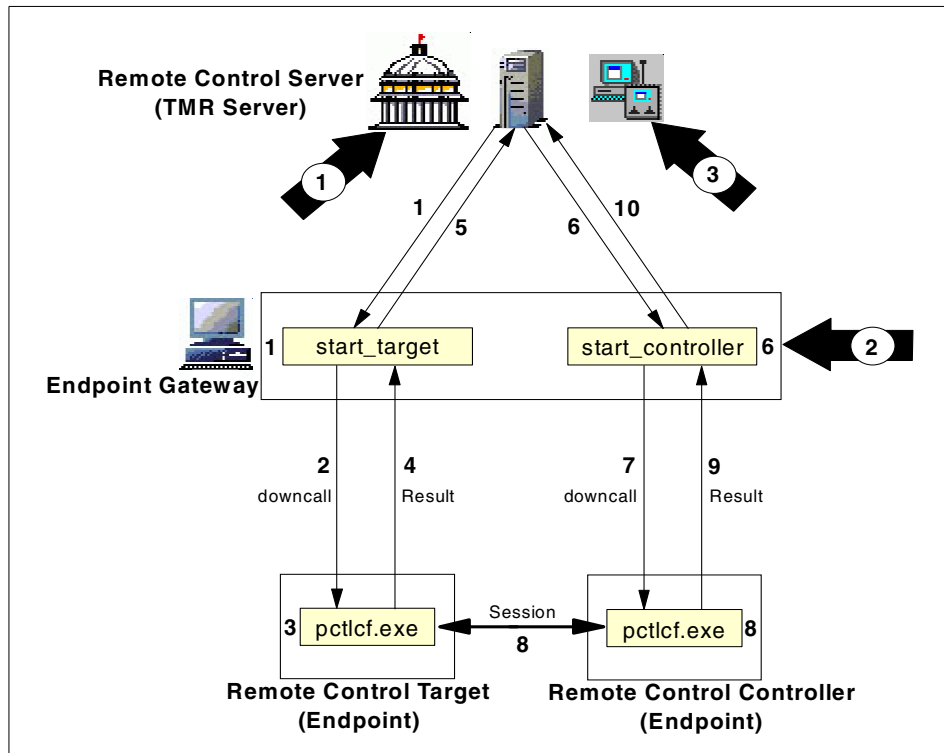 Remote Control Server
(TMR Server)
1
3
1
5
6
10
1
start_target
start_controller
6
2
Endpoint Gateway
2
downcall
4
Result
7
downcall
9
Result
3
pctlcf.exe
Session
8
pctlcf.exe
8
Remote Control Target
(Endpoint)
Remote Control Controller
(Endpoint)